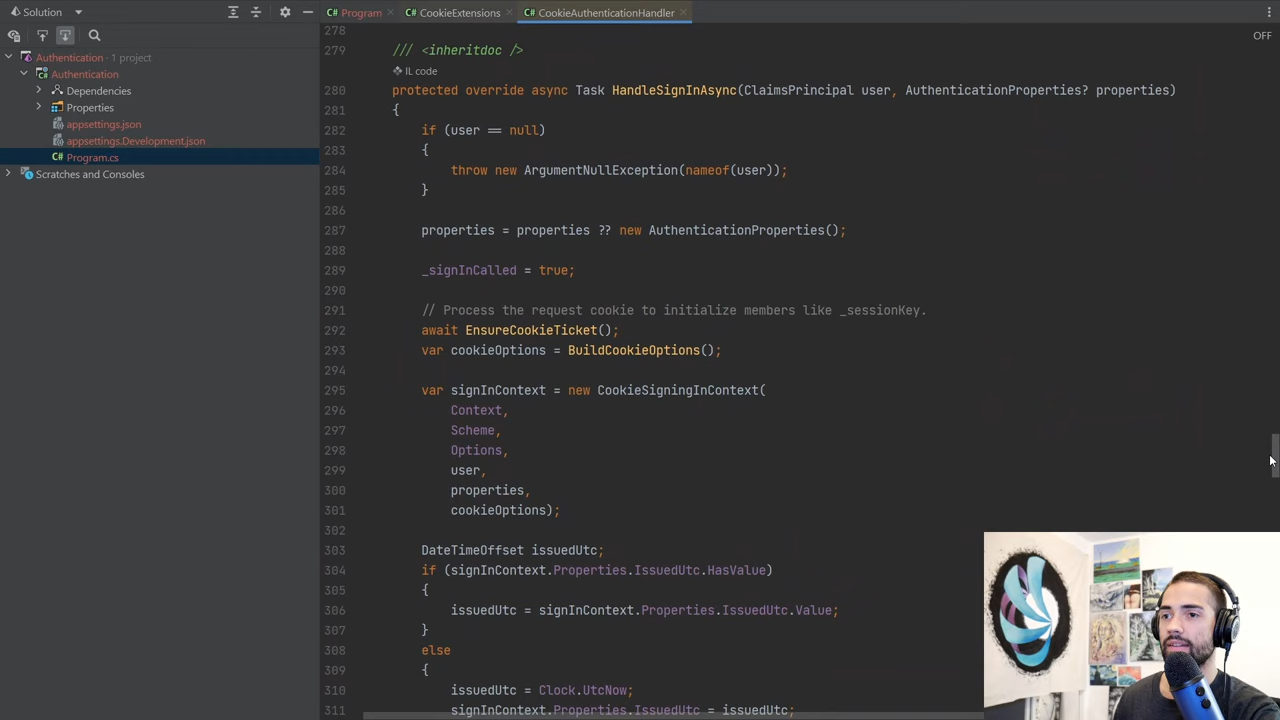 Solution
Program
CookieExtensions
CookieAuthenticationHandler
OFF
Authentication · 1 project
Authentication
Dependencies
Properties
appsettings.json
appsettings.Development.json
C# Program.cs
Scratches and Consoles
278
279 /// <inheritdoc />
IL code
280 protected override async Task HandleSignInAsync(ClaimsPrincipal user, AuthenticationProperties? properties)
281 {
282 if (user == null)
283 {
284 throw new ArgumentNullException(nameof(user));
285 }
286
287 properties = properties ?? new AuthenticationProperties();
288
289 _signInCalled = true;
290
291 // Process the request cookie to initialize members like _sessionKey.
292 await EnsureCookieTicket();
293 var cookieOptions = BuildCookieOptions();
294
295 var signInContext = new CookieSigningInContext(
296 Context,
297 Scheme,
298 Options,
299 user,
300 properties,
301 cookieOptions);
302
303 DateTimeOffset issuedUtc;
304 if (signInContext.Properties.IssuedUtc.HasValue)
305 {
306 issuedUtc = signInContext.Properties.IssuedUtc.Value;
307 }
308 else
309 {
310 issuedUtc = Clock.UtcNow;
311 signInContext.Properties.IssuedUtc = issuedUtc;